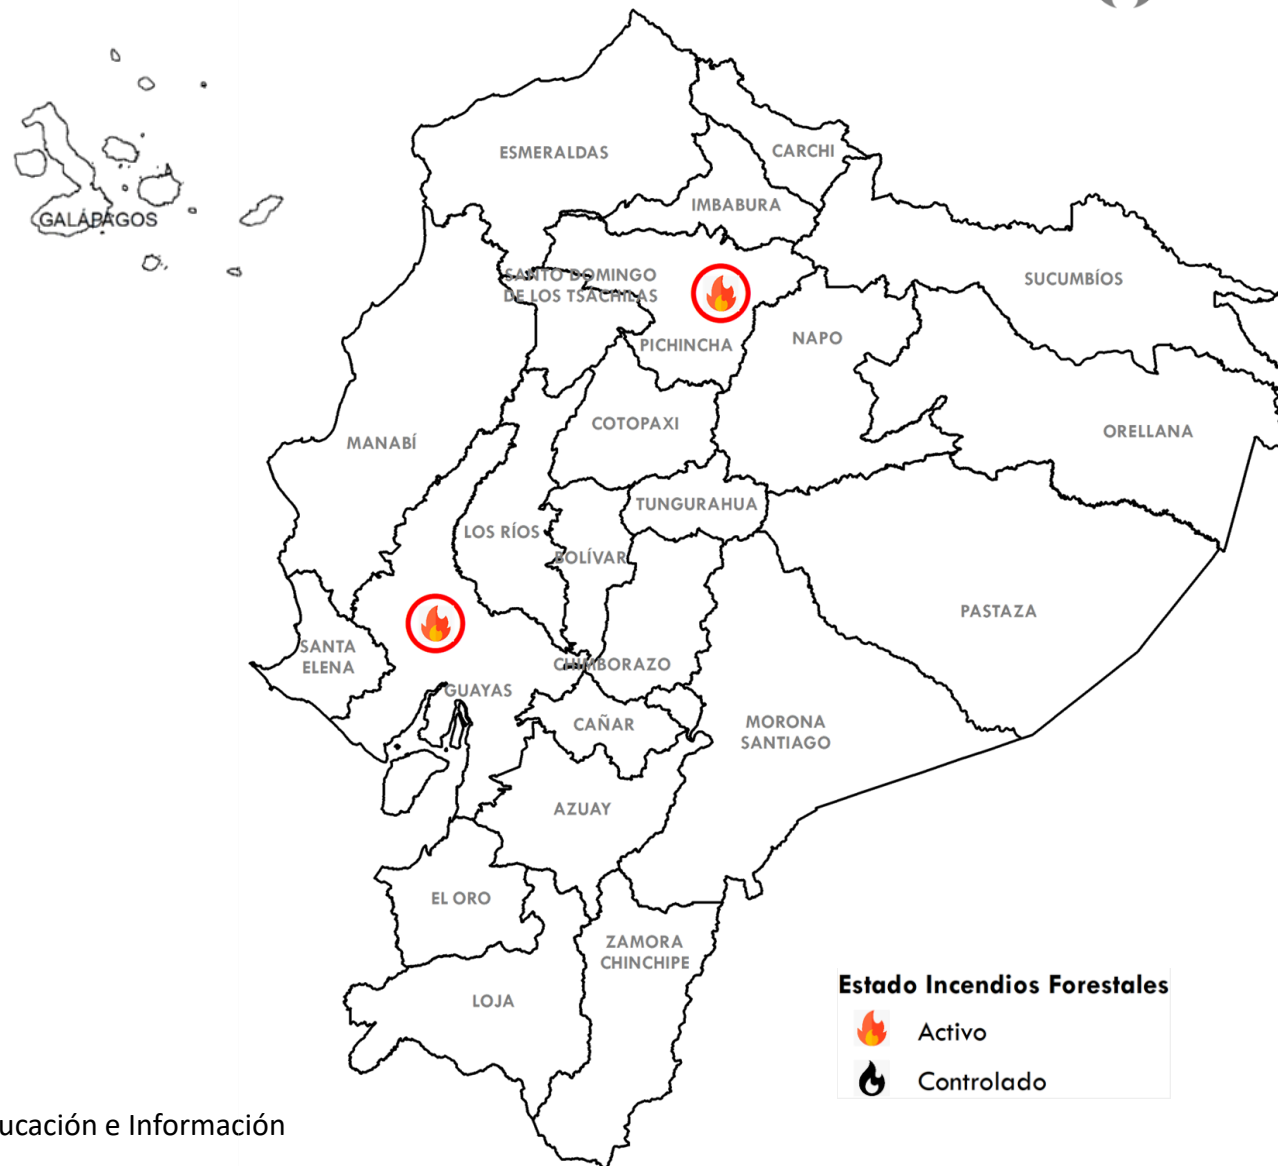 ESMERALDAS
CARCHI
IMBABURA
GALÁPAGOS
SANTO DOMINGO
DE LOS TSÁCHILAS
SUCUMBÍOS
PICHINCHA
NAPO
COTOPAXI
ORELLANA
MANABÍ
TUNGURAHUA
LOS RÍOS
BOLÍVAR
PASTAZA
SANTA
ELENA
CHIMBORAZO
GUAYAS
CAÑAR
MORONA
SANTIAGO
AZUAY
EL ORO
ZAMORA
CHINCHIPE
LOJA
Estado Incendios Forestales
Activo
Controlado
ucación e Información